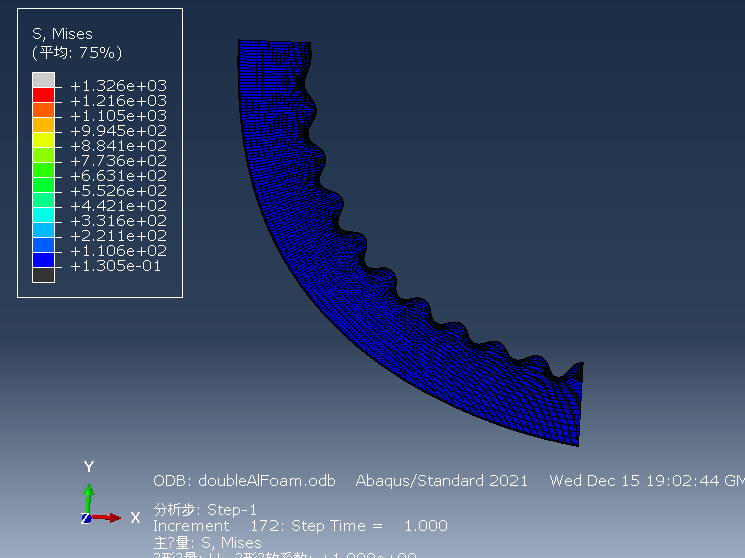 S, Mises
(平均: 75%)
+1.326e+03
+1.216e+03
+1.105e+03
+9.945e+02
+8.841e+02
+7.736e+02
+6.631e+02
+5.526e+02
+4.421e+02
+3.316e+02
+2.211e+02
+1.106e+02
+1.305e-01
Y
Z X
ODB: doubleAlFoam.odb Abaqus/Standard 2021 Wed Dec 15 19:02:44 GM
分析步: Step-1
Increment 172: Step Time = 1.000
主?量: S, Mises